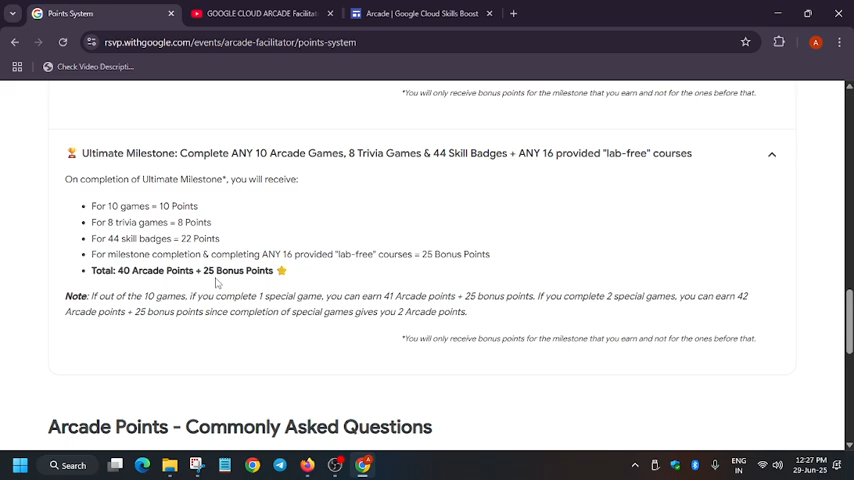 Points System
GOOGLE CLOUD ARCADE Facilitat
Arcade | Google Cloud Skills Boost
rsvp.withgoogle.com/events/arcade-facilitator/points-system
A
Check Video Descripti...
*You will only receive bonus points for the milestone that you earn and not for the ones before that.
Ultimate Milestone: Complete ANY 10 Arcade Games, 8 Trivia Games & 44 Skill Badges + ANY 16 provided "lab-free" courses
On completion of Ultimate Milestone*, you will receive:
• For 10 games = 10 Points
• For 8 trivia games = 8 Points
• For 44 skill badges = 22 Points
• For milestone completion & completing ANY 16 provided "lab-free" courses = 25 Bonus Points
• Total: 40 Arcade Points + 25 Bonus Points
Note: If out of the 10 games, if you complete 1 special game, you can earn 41 Arcade points + 25 bonus points. If you complete 2 special games, you can earn 42
Arcade points + 25 bonus points since completion of special games gives you 2 Arcade points.
*You will only receive bonus points for the milestone that you earn and not for the ones before that.
Arcade Points - Commonly Asked Questions
Search
A
ENG
IN
12:27 PM
29-Jun-25